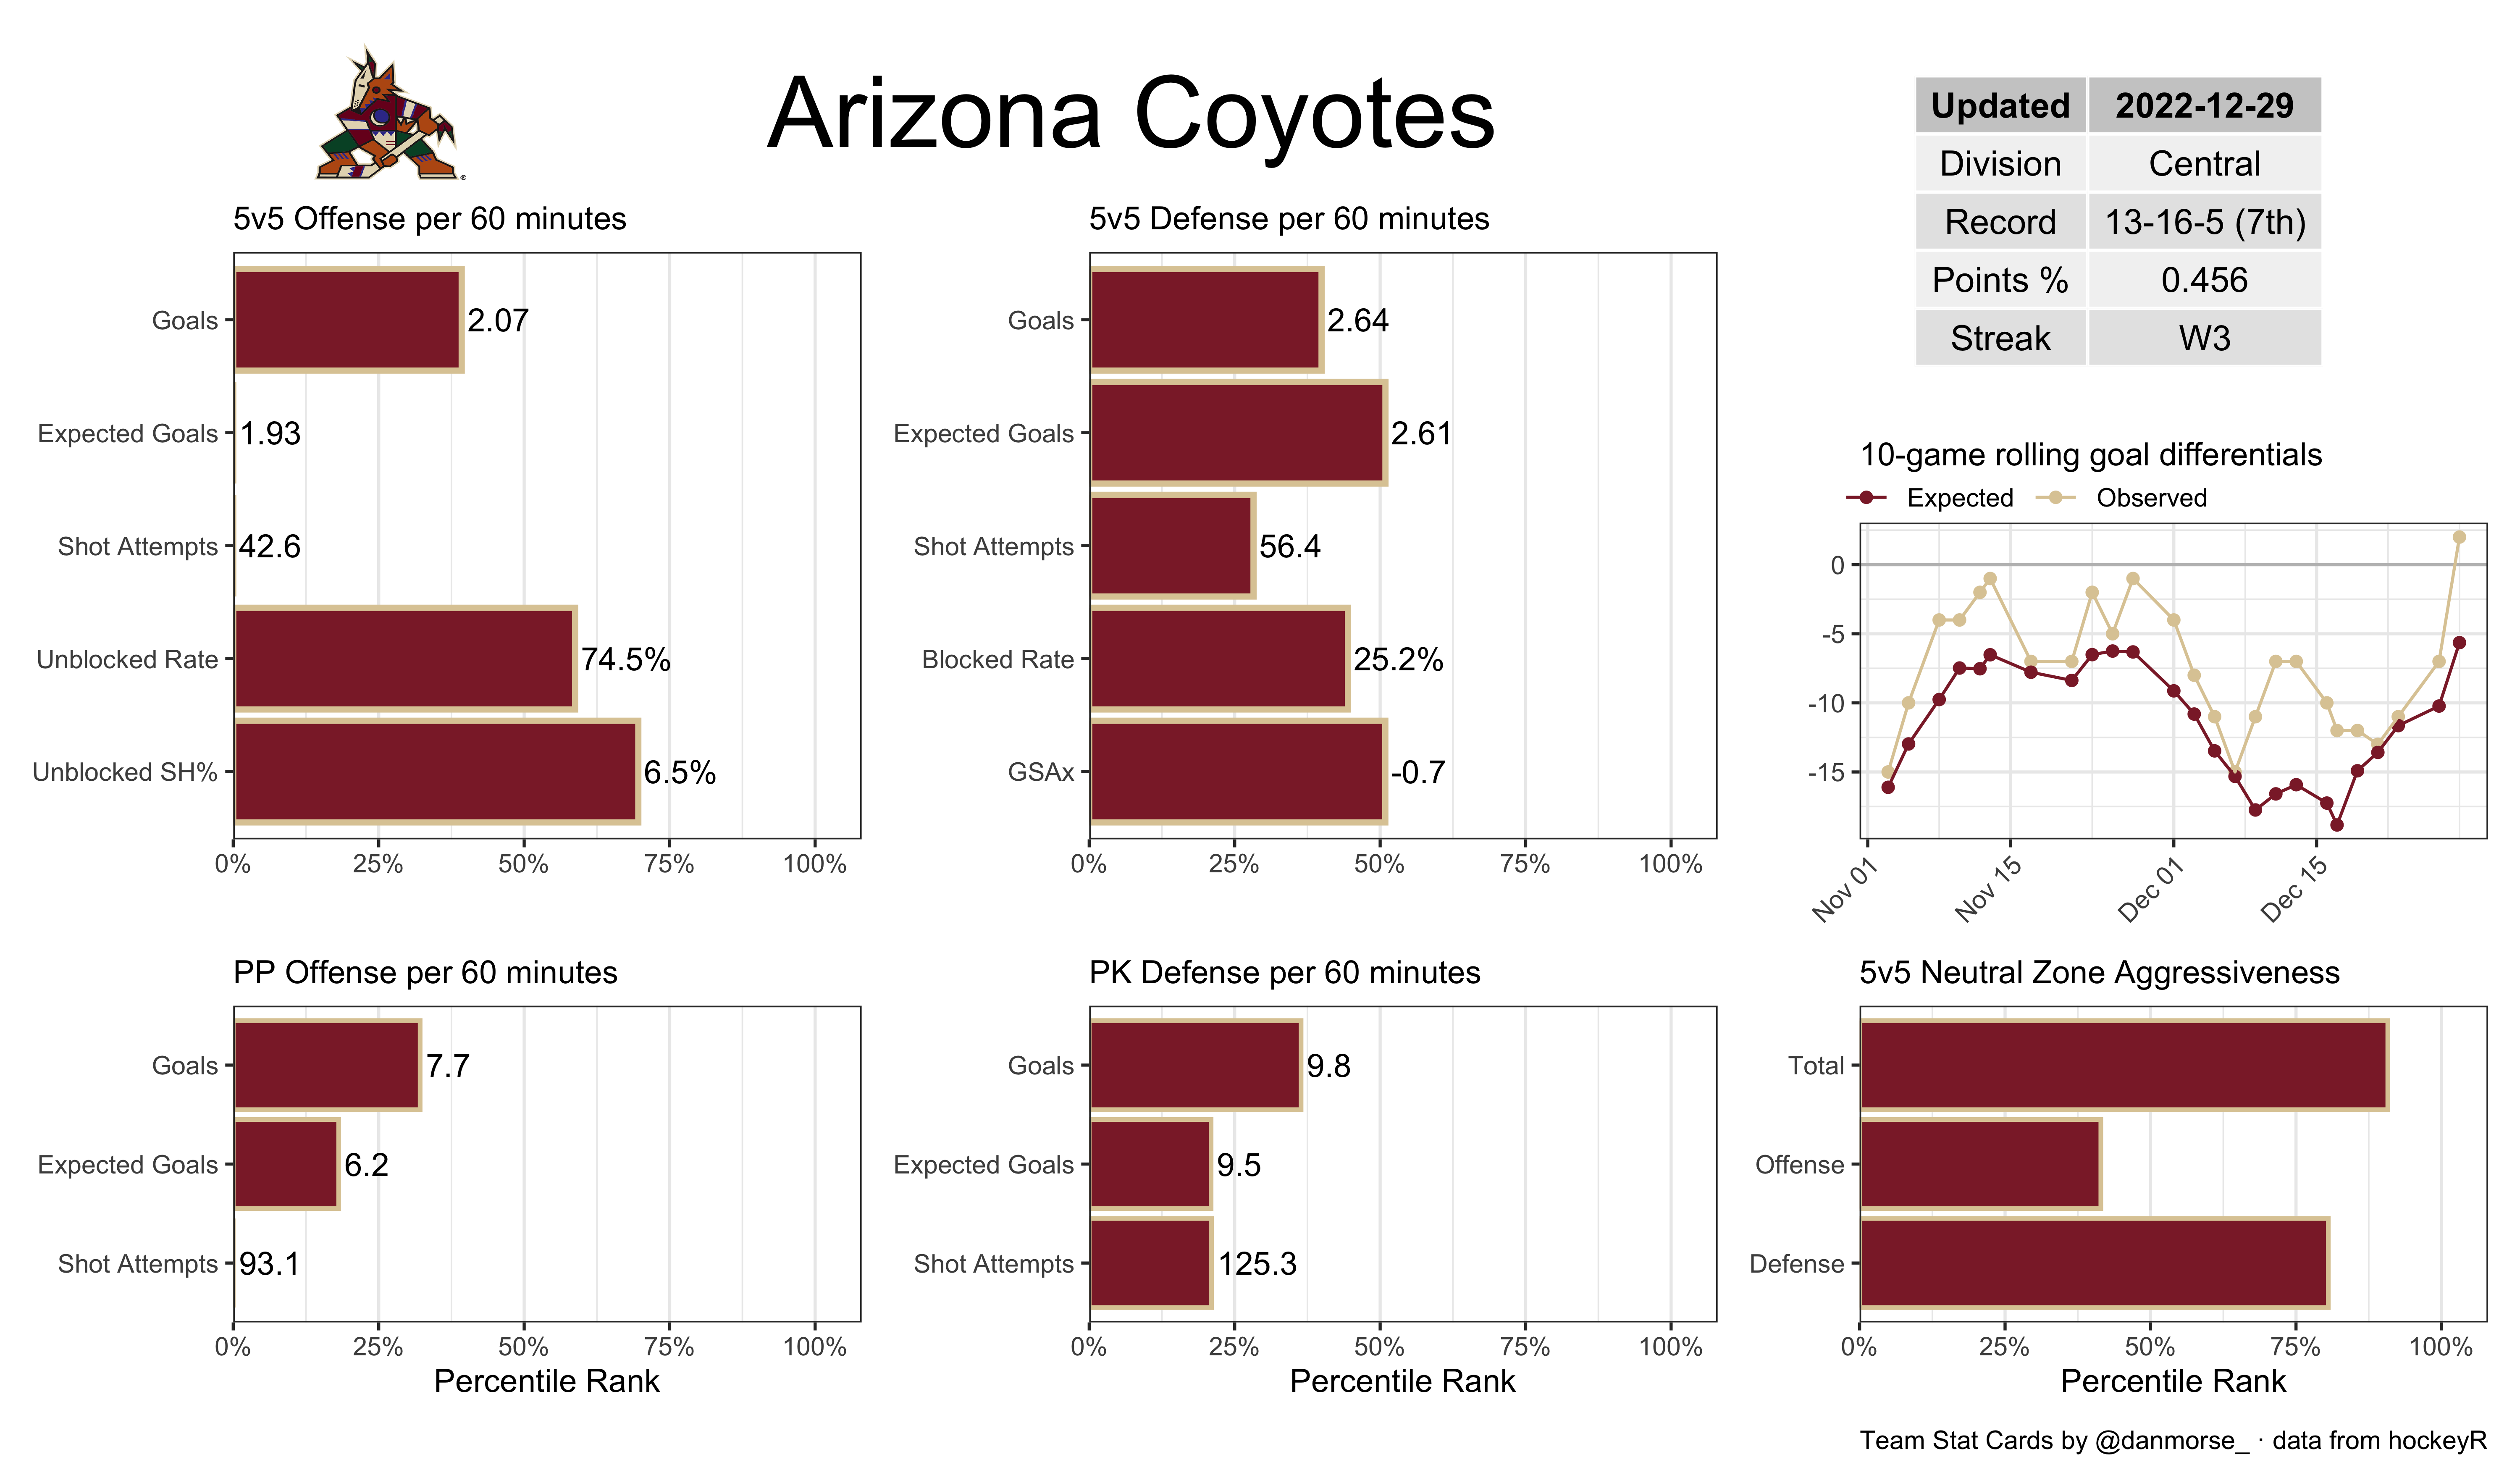 Arizona Coyotes
Updated 2022-12-29
Division Central
Record 13-16-5 (7th)
Points % 0.456
Streak W3
5v5 Offense per 60 minutes
Goals 2.07
Expected Goals 1.93
Shot Attempts 42.6
Unblocked Rate 74.5%
Unblocked SH% 6.5%
0% 25% 50% 75% 100%
5v5 Defense per 60 minutes
Goals 2.64
Expected Goals 2.61
Shot Attempts 56.4
Blocked Rate 25.2%
GSAx -0.7
0% 25% 50% 75% 100%
10-game rolling goal differentials
Expected Observed
0
-5
-10
-15
Nov 01 Nov 15 Dec 01 Dec 15
PP Offense per 60 minutes
Goals 7.7
Expected Goals 6.2
Shot Attempts 93.1
0% 25% 50% 75% 100%
Percentile Rank
PK Defense per 60 minutes
Goals 9.8
Expected Goals 9.5
Shot Attempts 125.3
0% 25% 50% 75% 100%
Percentile Rank
5v5 Neutral Zone Aggressiveness
Total
Offense
Defense
0% 25% 50% 75% 100%
Percentile Rank
Team Stat Cards by @danmorse_ · data from hockeyR